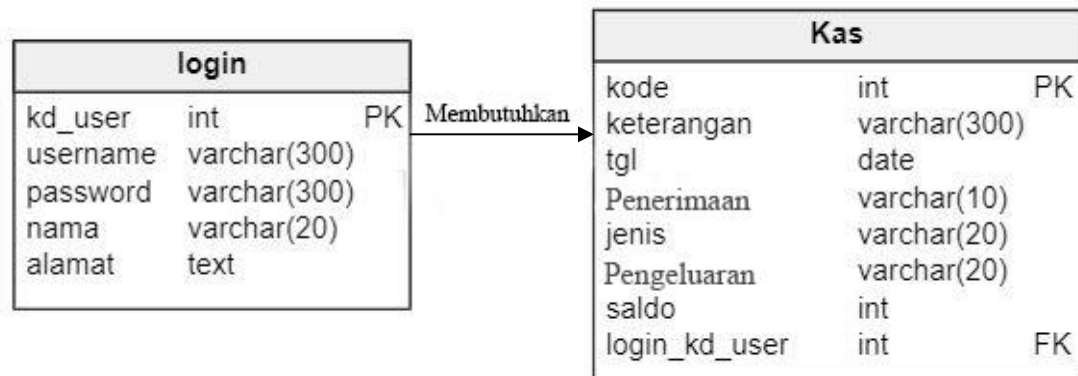 login
kd_user int PK
username varchar(300)
password varchar(300)
nama varchar(20)
alamat text
Membutuhkan
Kas
kode int PK
keterangan varchar(300)
tgl date
Penerimaan varchar(10)
jenis varchar(20)
Pengeluaran varchar(20)
saldo int
login_kd_user int FK